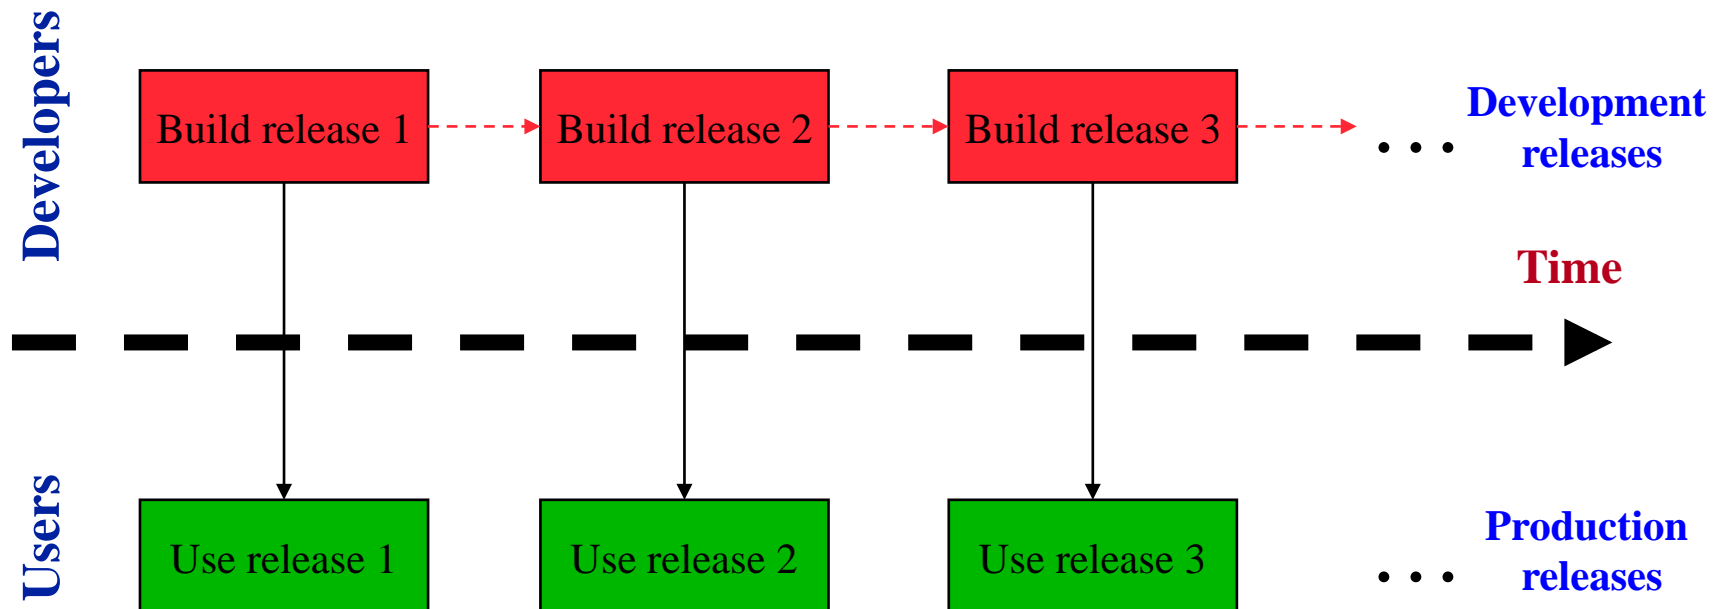 Developers
Build release 1
Build release 2
Build release 3
. . .
Development
releases
Time
Users
Use release 1
Use release 2
Use release 3
. . .
Production
releases